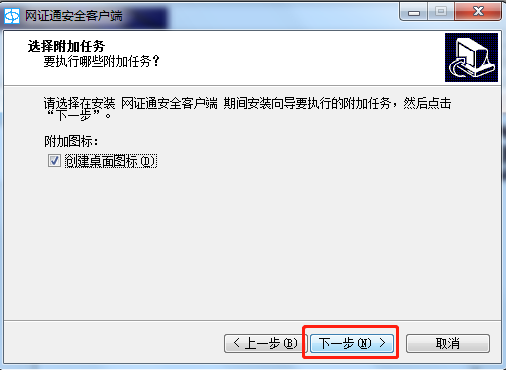 网证通安全客户端
选择附加任务
要执行哪些附加任务？
请选择在安装 网证通安全客户端 期间安装向导要执行的附加任务，然后点击
“下一步”。
附加图标：
创建桌面图标(D)
< 上一步(B) 下一步(N) > 取消